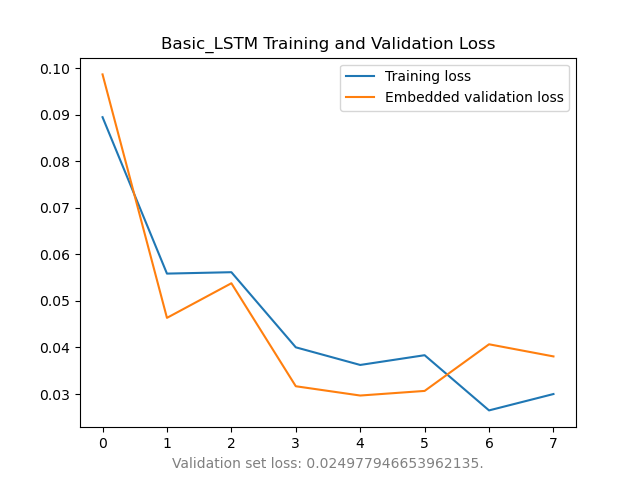 Basic_LSTM Training and Validation Loss
Training loss
Embedded validation loss
0.10
0.09
0.08
0.07
0.06
0.05
0.04
0.03
0 1 2 3 4 5 6 7
Validation set loss: 0.024977946653962135.